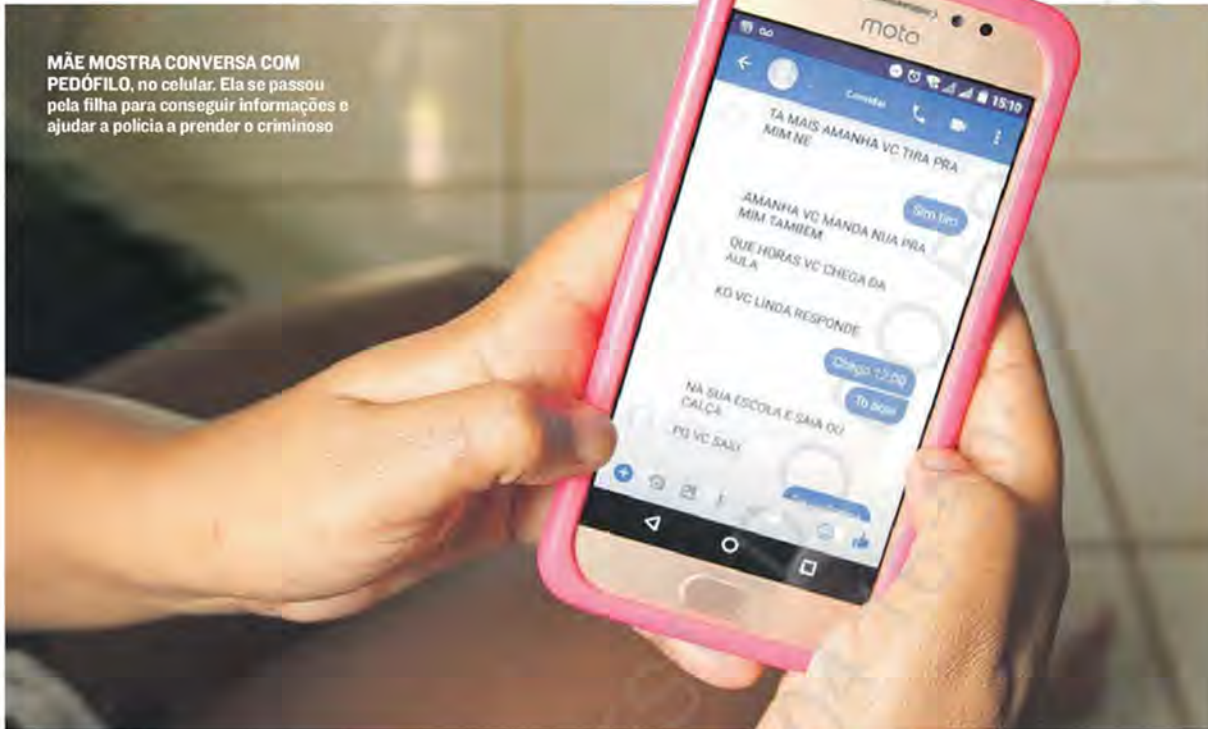 MÃE MOSTRA CONVERSA COM
PEDÓFILO, no celular. Ela se passou
pela filha para conseguir informações e
ajudar a polícia a prender o criminoso
moto
15:10
TA MAIS AMANHA VC TIRA PRA
MIM NE
AMANHA VC MANDA NUA PRA
MIM TAMBEM
QUE HORAS VC CHEGA DA
AULA
KD VC LINDA RESPONDE
Chego
To aqui
NA SUA ESCOLA E SAIA OU
CALÇA
PQ VC SAIU